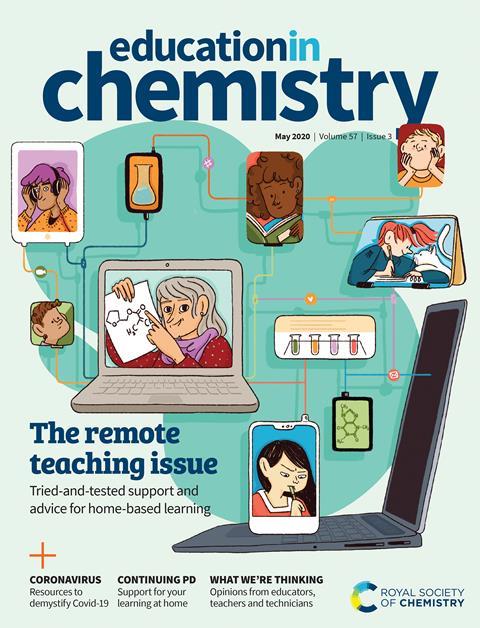 educationin
chemistry
May 2020 | Volume 57 | Issue 3
H₃C
The remote
teaching issue
Tried-and-tested support and
advice for home-based learning
CORONAVIRUS
Resources to
demystify Covid-19
CONTINUING PD
Support for your
learning at home
WHAT WE'RE THINKING
Opinions from educators,
teachers and technicians
ROYAL SOCIETY
OF CHEMISTRY